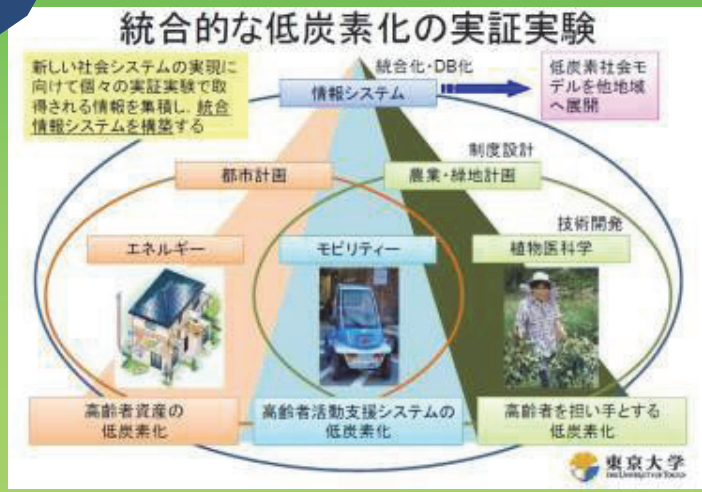 統合的な低炭素化の実証実験
新しい社会システムの実現に
向けて個々の実証実験で取
得される情報を集積し、統合
情報システムを構築する
統合化・DB化
情報システム
低炭素社会モ
デルを他地域
へ展開
制度設計
都市計画
農業・緑地計画
技術開発
エネルギー
モビリティー
植物医科学
高齢者資産の
低炭素化
高齢者活動支援システムの
低炭素化
高齢者を担い手とする
低炭素化
東京大学
THE UNIVERSITY OF TOKYO